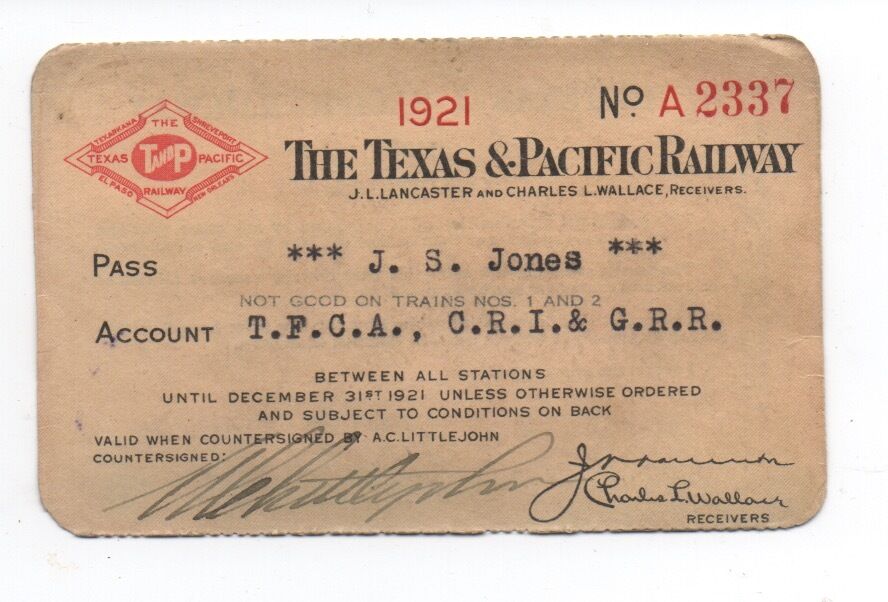 1921
Nº A 2337
TEXARKANA THE SHREVEPORT
TEXAS T AND P PACIFIC
EL PASO RAILWAY NEW ORLEANS
THE TEXAS & PACIFIC RAILWAY
J. L. LANCASTER AND CHARLES L. WALLACE, RECEIVERS.
PASS *** J. S. Jones ***
NOT GOOD ON TRAINS NOS. 1 AND 2
ACCOUNT T.F.C.A., C.R.I.& G.R.R.
BETWEEN ALL STATIONS
UNTIL DECEMBER 31ST 1921 UNLESS OTHERWISE ORDERED
AND SUBJECT TO CONDITIONS ON BACK
VALID WHEN COUNTERSIGNED BY A.C. LITTLEJOHN
COUNTERSIGNED:
Charles L. Wallace
RECEIVERS